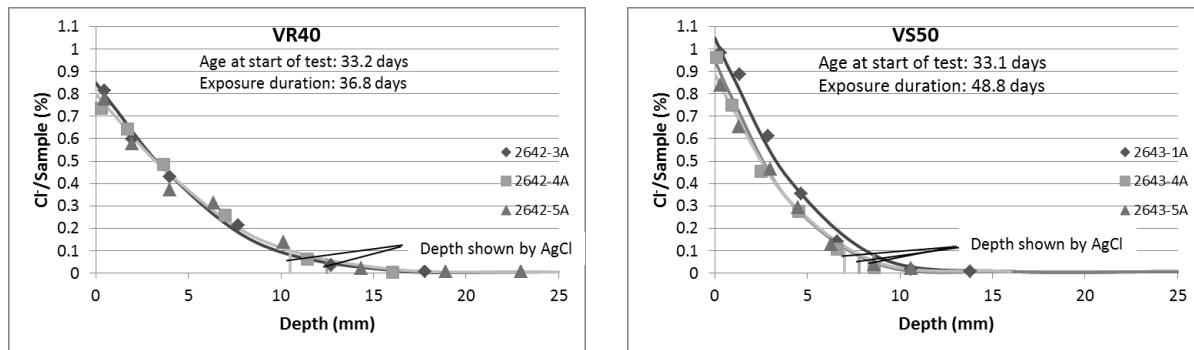 VR40
Age at start of test: 33.2 days
Exposure duration: 36.8 days
1.1
1
0.9
0.8
0.7
0.6
0.5
0.4
0.3
0.2
0.1
0
Cl⁻/Sample (%)
2642-3A
2642-4A
2642-5A
Depth shown by AgCl
0 5 10 15 20 25
Depth (mm)
VS50
Age at start of test: 33.1 days
Exposure duration: 48.8 days
1.1
1
0.9
0.8
0.7
0.6
0.5
0.4
0.3
0.2
0.1
0
Cl⁻/Sample (%)
2643-1A
2643-4A
2643-5A
Depth shown by AgCl
0 5 10 15 20 25
Depth (mm)